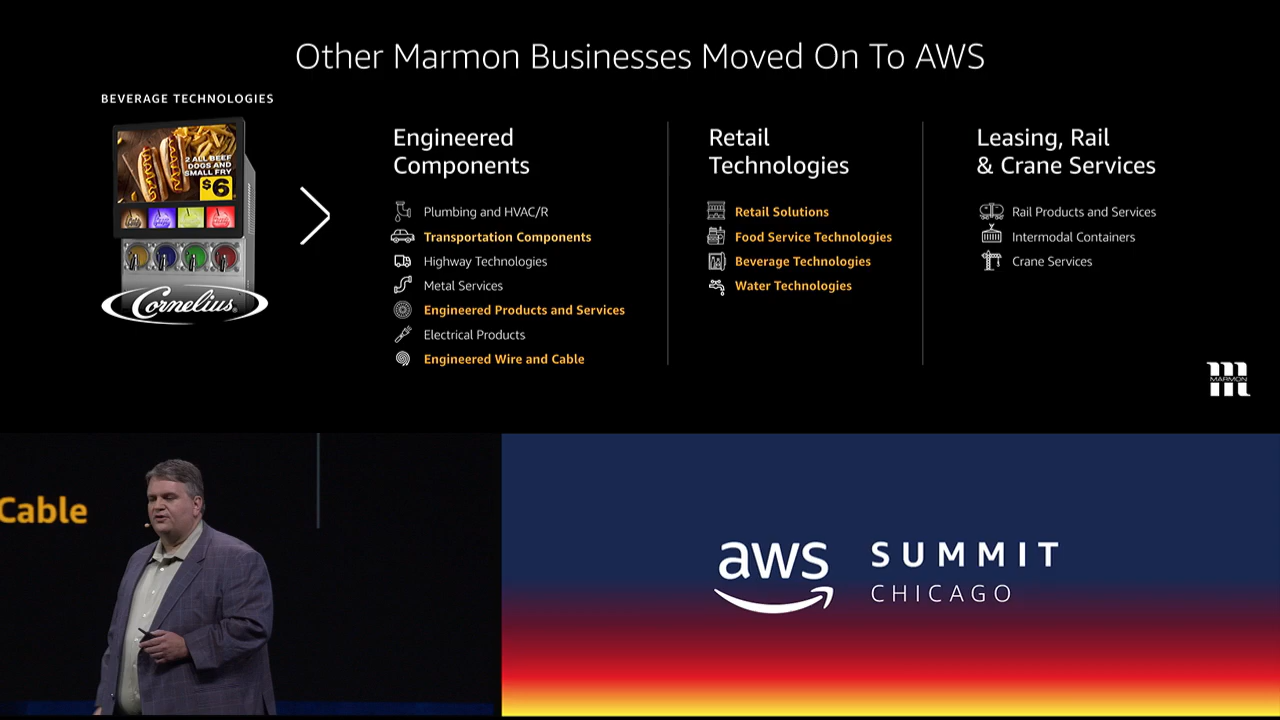 Other Marmon Businesses Moved On To AWS
BEVERAGE TECHNOLOGIES
2 ALL BEEF
DOGS AND
SMALL FRY
$6
Cornelius
Engineered
Components
Plumbing and HVAC/R
Transportation Components
Highway Technologies
Metal Services
Engineered Products and Services
Electrical Products
Engineered Wire and Cable
Retail
Technologies
Retail Solutions
Food Service Technologies
Beverage Technologies
Water Technologies
Leasing, Rail
& Crane Services
Rail Products and Services
Intermodal Containers
Crane Services
MARMON
Cable
aws
SUMMIT
CHICAGO